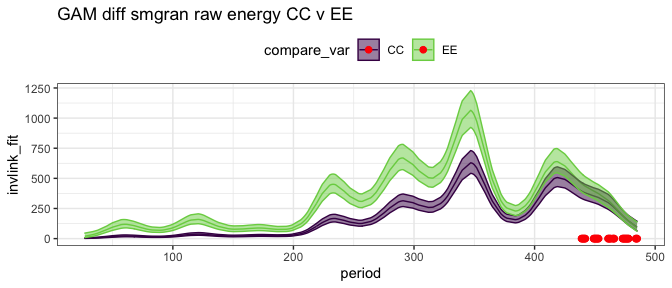 GAM diff smgran raw energy CC v EE
compare_var CC EE
1250
1000
750
500
250
0
invlink_fit
100 200 300 400 500
period